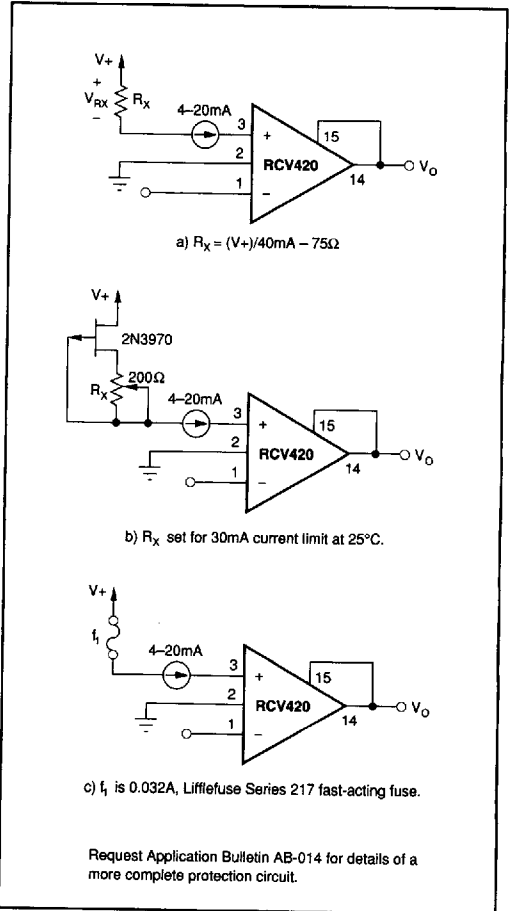 V+
+
V_RX R_X
–
4–20mA
3
+
15
2
RCV420
V_O
1
–
14
a) R_X = (V+)/40mA – 75Ω
V+
2N3970
200Ω
R_X
4–20mA
3
+
15
2
RCV420
V_O
1
–
14
b) R_X set for 30mA current limit at 25°C.
V+
f₁
4–20mA
3
+
15
2
RCV420
V_O
1
–
14
c) f₁ is 0.032A, Lifflefuse Series 217 fast-acting fuse.
Request Application Bulletin AB-014 for details of a
more complete protection circuit.